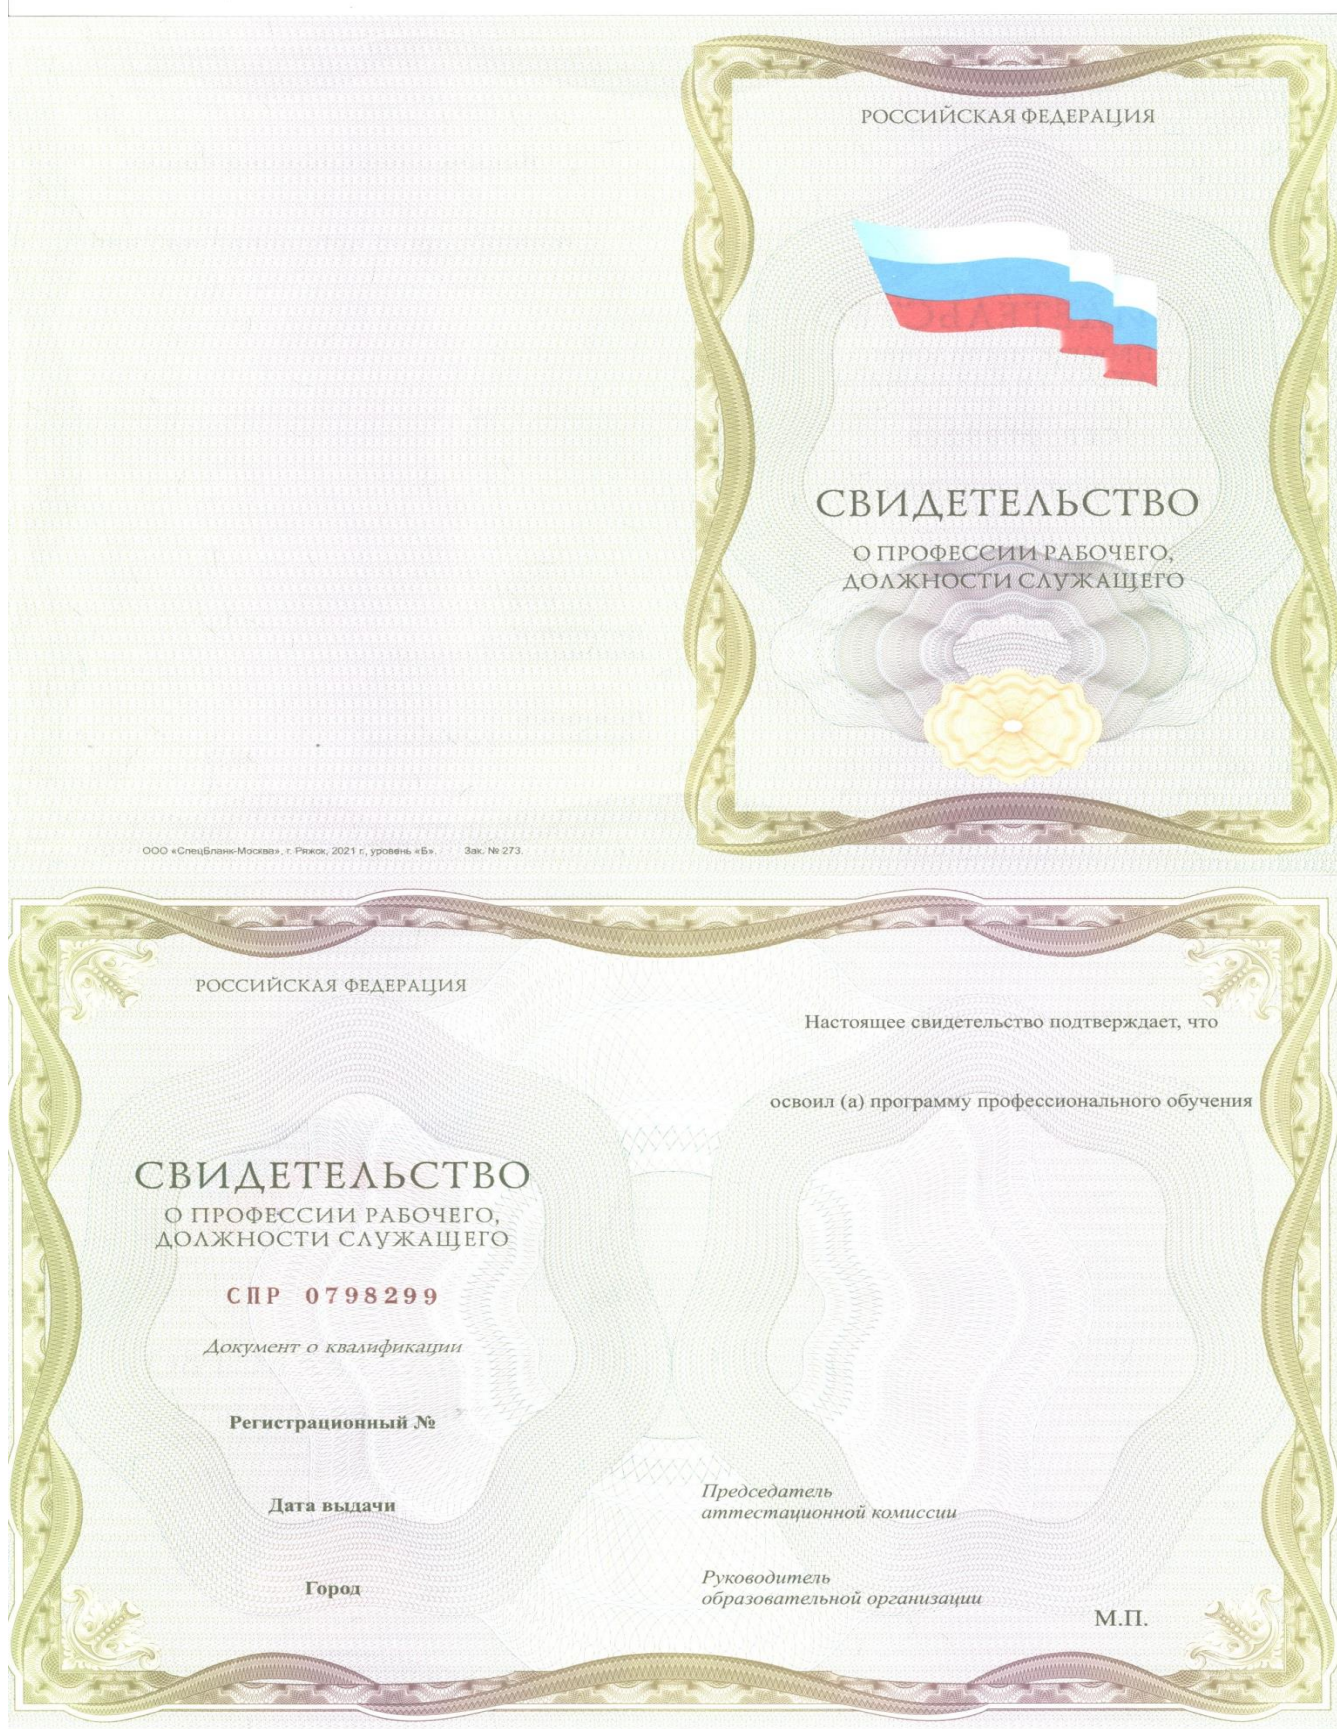 РОССИЙСКАЯ ФЕДЕРАЦИЯ
СВИДЕТЕЛЬСТВО
О ПРОФЕССИИ РАБОЧЕГО,
ДОЛЖНОСТИ СЛУЖАЩЕГО
ООО «СпецБланк-Москва», г. Ряжск, 2021 г., уровень «Б». Зак. № 273.
РОССИЙСКАЯ ФЕДЕРАЦИЯ
СВИДЕТЕЛЬСТВО
О ПРОФЕССИИ РАБОЧЕГО,
ДОЛЖНОСТИ СЛУЖАЩЕГО
СПР 0798299
Документ о квалификации
Регистрационный №
Дата выдачи
Город
Настоящее свидетельство подтверждает, что
освоил (а) программу профессионального обучения
Председатель
аттестационной комиссии
Руководитель
образовательной организации
М.П.